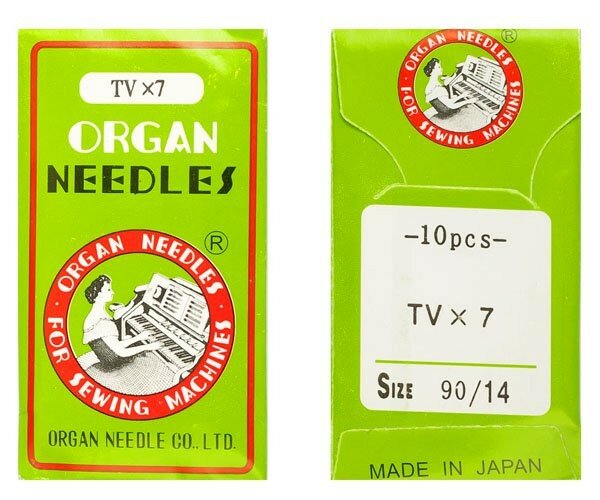 TV ×7
ORGAN
NEEDLES
ORGAN NEEDLES
®
· FOR SEWING MACHINES ·
ORGAN NEEDLE CO., LTD.
ORGAN NEEDLES
®
· FOR SEWING MACHINES ·
-10pcs-
TV × 7
SIZE 90/14
MADE IN JAPAN